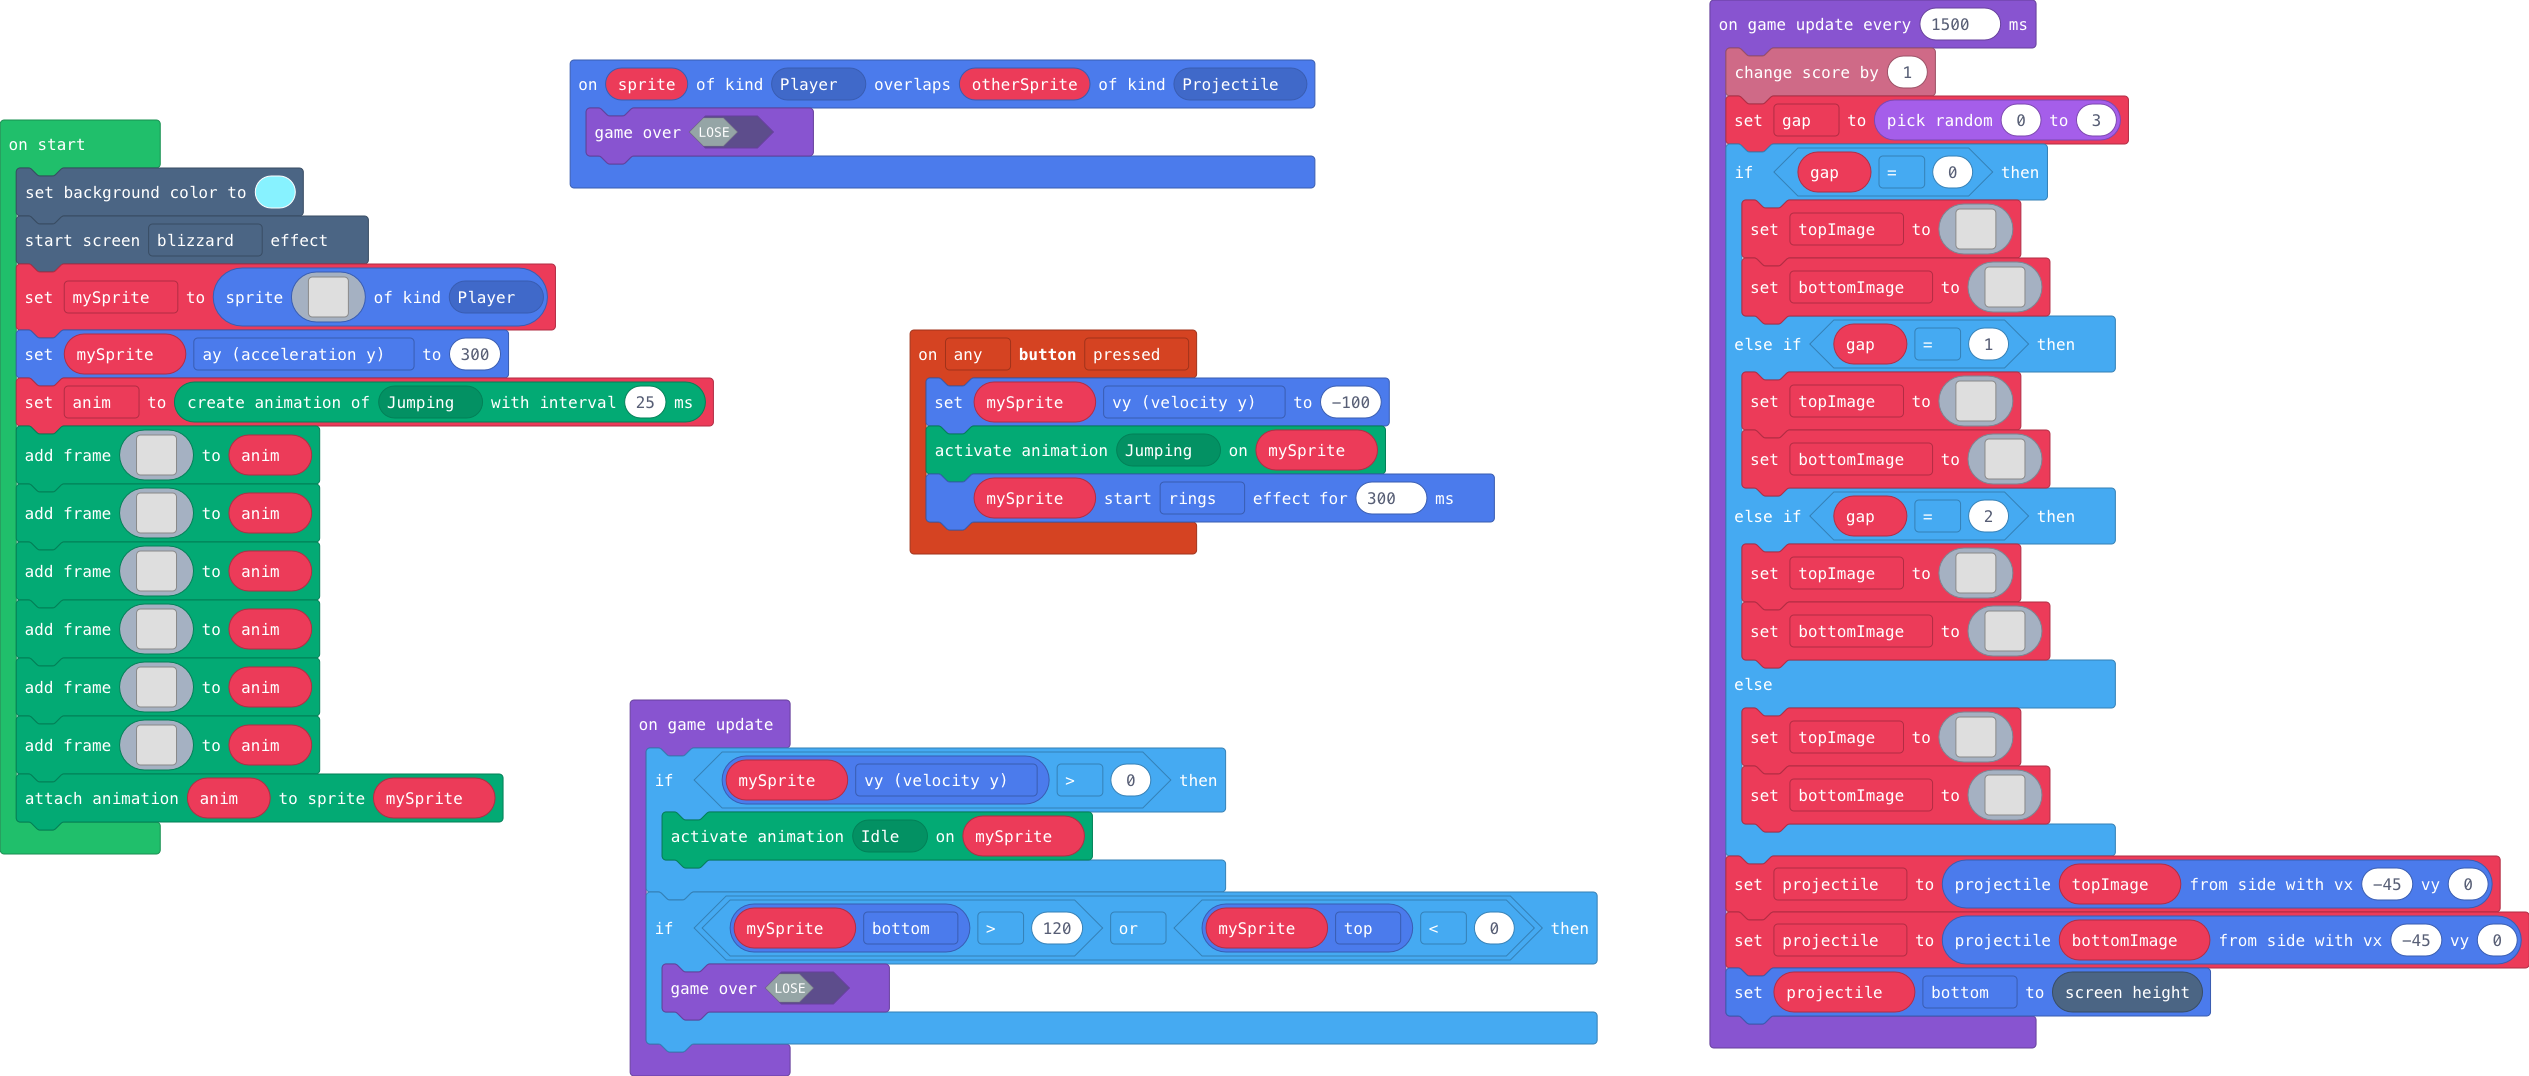 on start
set background color to
start screen blizzard effect
set mySprite to sprite of kind Player
set mySprite ay (acceleration y) to 300
set anim to create animation of Jumping with interval 25 ms
add frame to anim
add frame to anim
add frame to anim
add frame to anim
add frame to anim
add frame to anim
attach animation anim to sprite mySprite
on sprite of kind Player overlaps otherSprite of kind Projectile
game over LOSE
on any button pressed
set mySprite vy (velocity y) to -100
activate animation Jumping on mySprite
mySprite start rings effect for 300 ms
on game update
if mySprite vy (velocity y) > 0 then
activate animation Idle on mySprite
if mySprite bottom > 120 or mySprite top < 0 then
game over LOSE
on game update every 1500 ms
change score by 1
set gap to pick random 0 to 3
if gap = 0 then
set topImage to
set bottomImage to
else if gap = 1 then
set topImage to
set bottomImage to
else if gap = 2 then
set topImage to
set bottomImage to
else
set topImage to
set bottomImage to
set projectile to projectile topImage from side with vx -45 vy 0
set projectile to projectile bottomImage from side with vx -45 vy 0
set projectile bottom to screen height